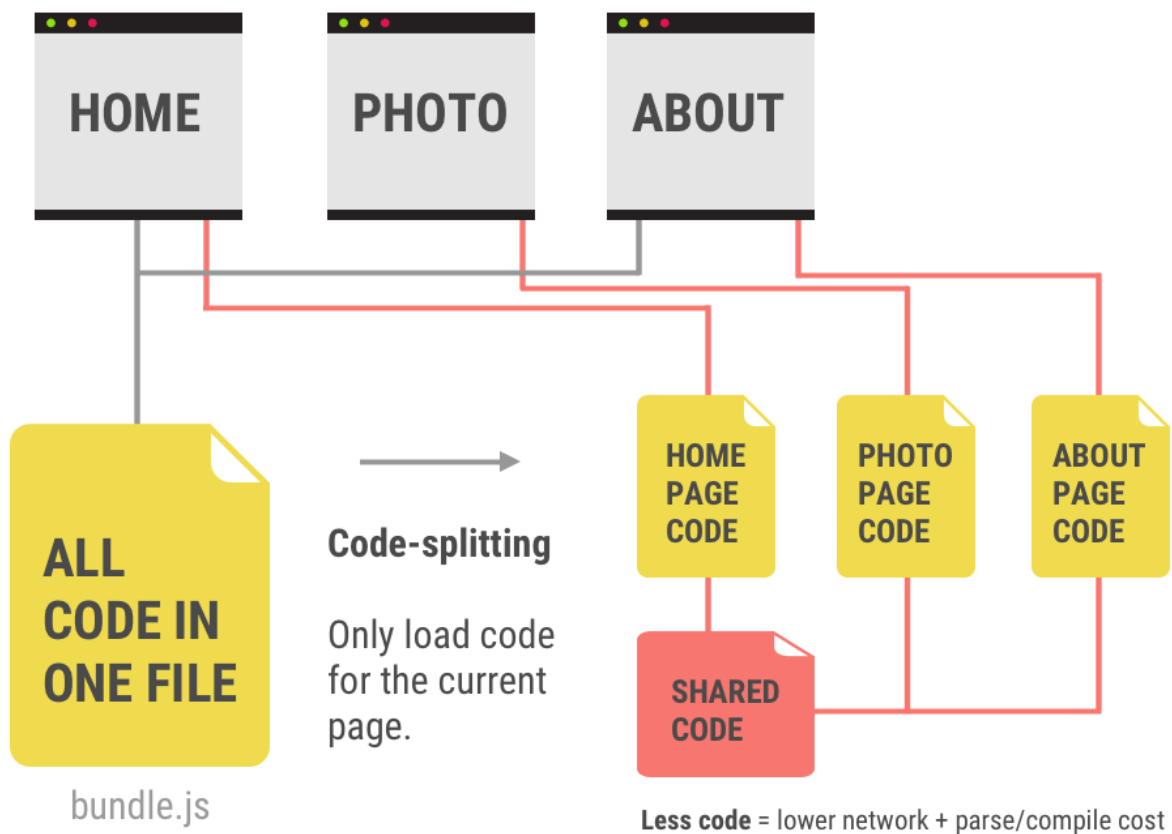 HOME
PHOTO
ABOUT
ALL
CODE IN
ONE FILE
bundle.js
Code-splitting
Only load code
for the current
page.
HOME
PAGE
CODE
PHOTO
PAGE
CODE
ABOUT
PAGE
CODE
SHARED
CODE
Less code = lower network + parse/compile cost